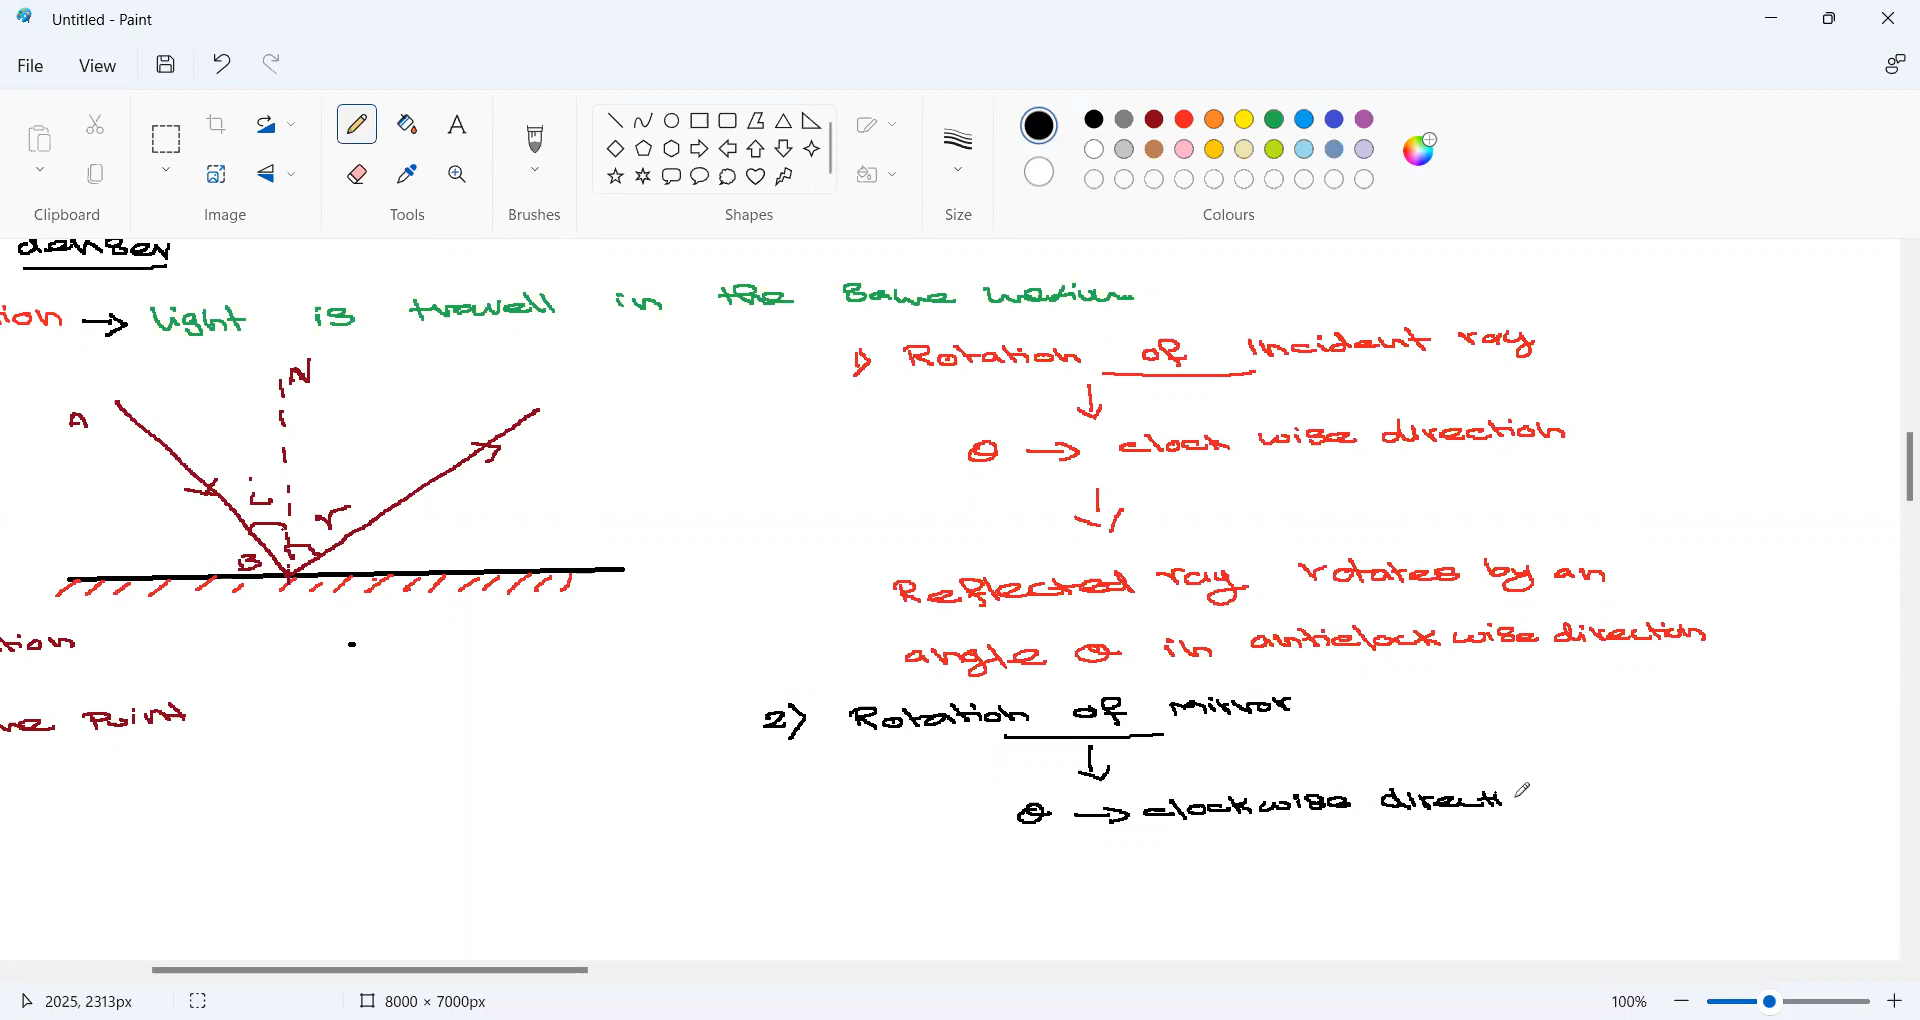 Untitled - Paint
File View
Clipboard Image Tools Brushes Shapes Size Colours
denser
ion → light is travell in the same medium
1) Rotation of Incident ray
N
A
θ → clock wise direction
i r
B
Reflected ray rotates by an
angle θ in anticlock wise direction
tion
2) Rotation of mirror
Point
θ → clockwise directi
2025, 2313px 8000 × 7000px 100%